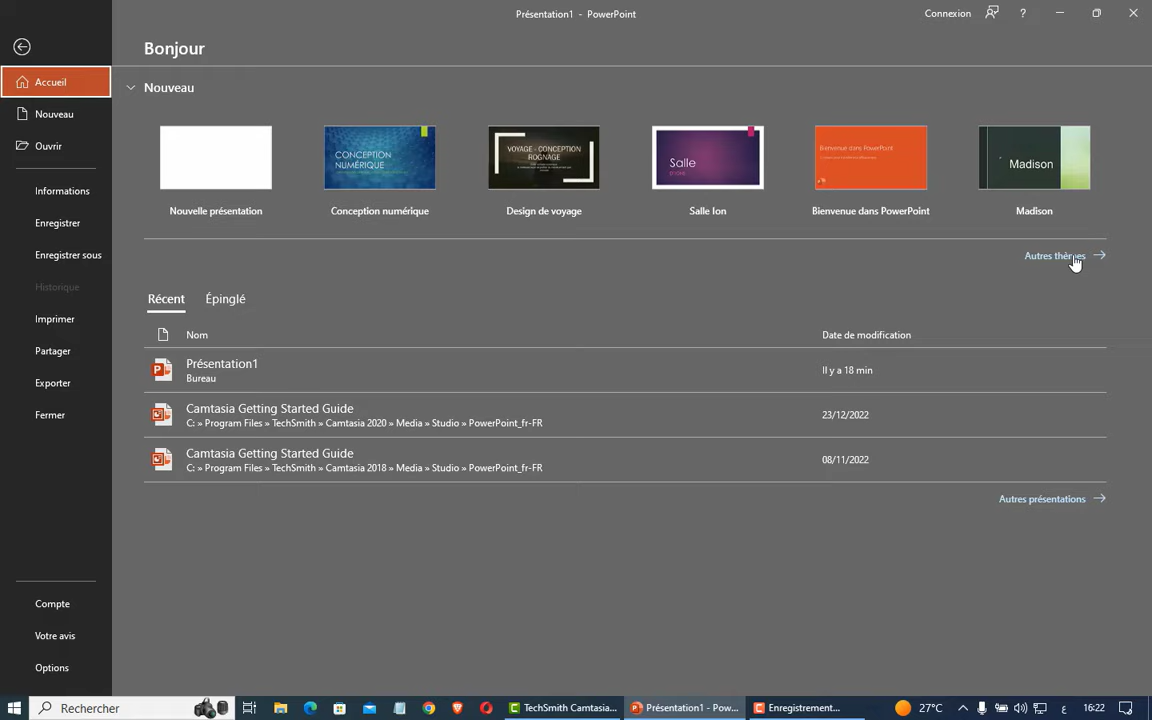 Présentation1 - PowerPoint
Connexion
?
Bonjour
Accueil
Nouveau
Ouvrir
Informations
Enregistrer
Enregistrer sous
Historique
Imprimer
Partager
Exporter
Fermer
Compte
Votre avis
Options
Nouveau
CONCEPTION
NUMÉRIQUE
VOYAGE - CONCEPTION
ROGNAGE
Salle
Bienvenue dans PowerPoint
Madison
Nouvelle présentation
Conception numérique
Design de voyage
Salle Ion
Bienvenue dans PowerPoint
Madison
Autres thèmes
Récent
Épinglé
Nom
Date de modification
Présentation1
Bureau
Il y a 18 min
Camtasia Getting Started Guide
C: » Program Files » TechSmith » Camtasia 2020 » Media » Studio » PowerPoint_fr-FR
23/12/2022
Camtasia Getting Started Guide
C: » Program Files » TechSmith » Camtasia 2018 » Media » Studio » PowerPoint_fr-FR
08/11/2022
Autres présentations
Rechercher
TechSmith Camtasia...
Présentation1 - Pow...
Enregistrement...
27°C
ع
16:22